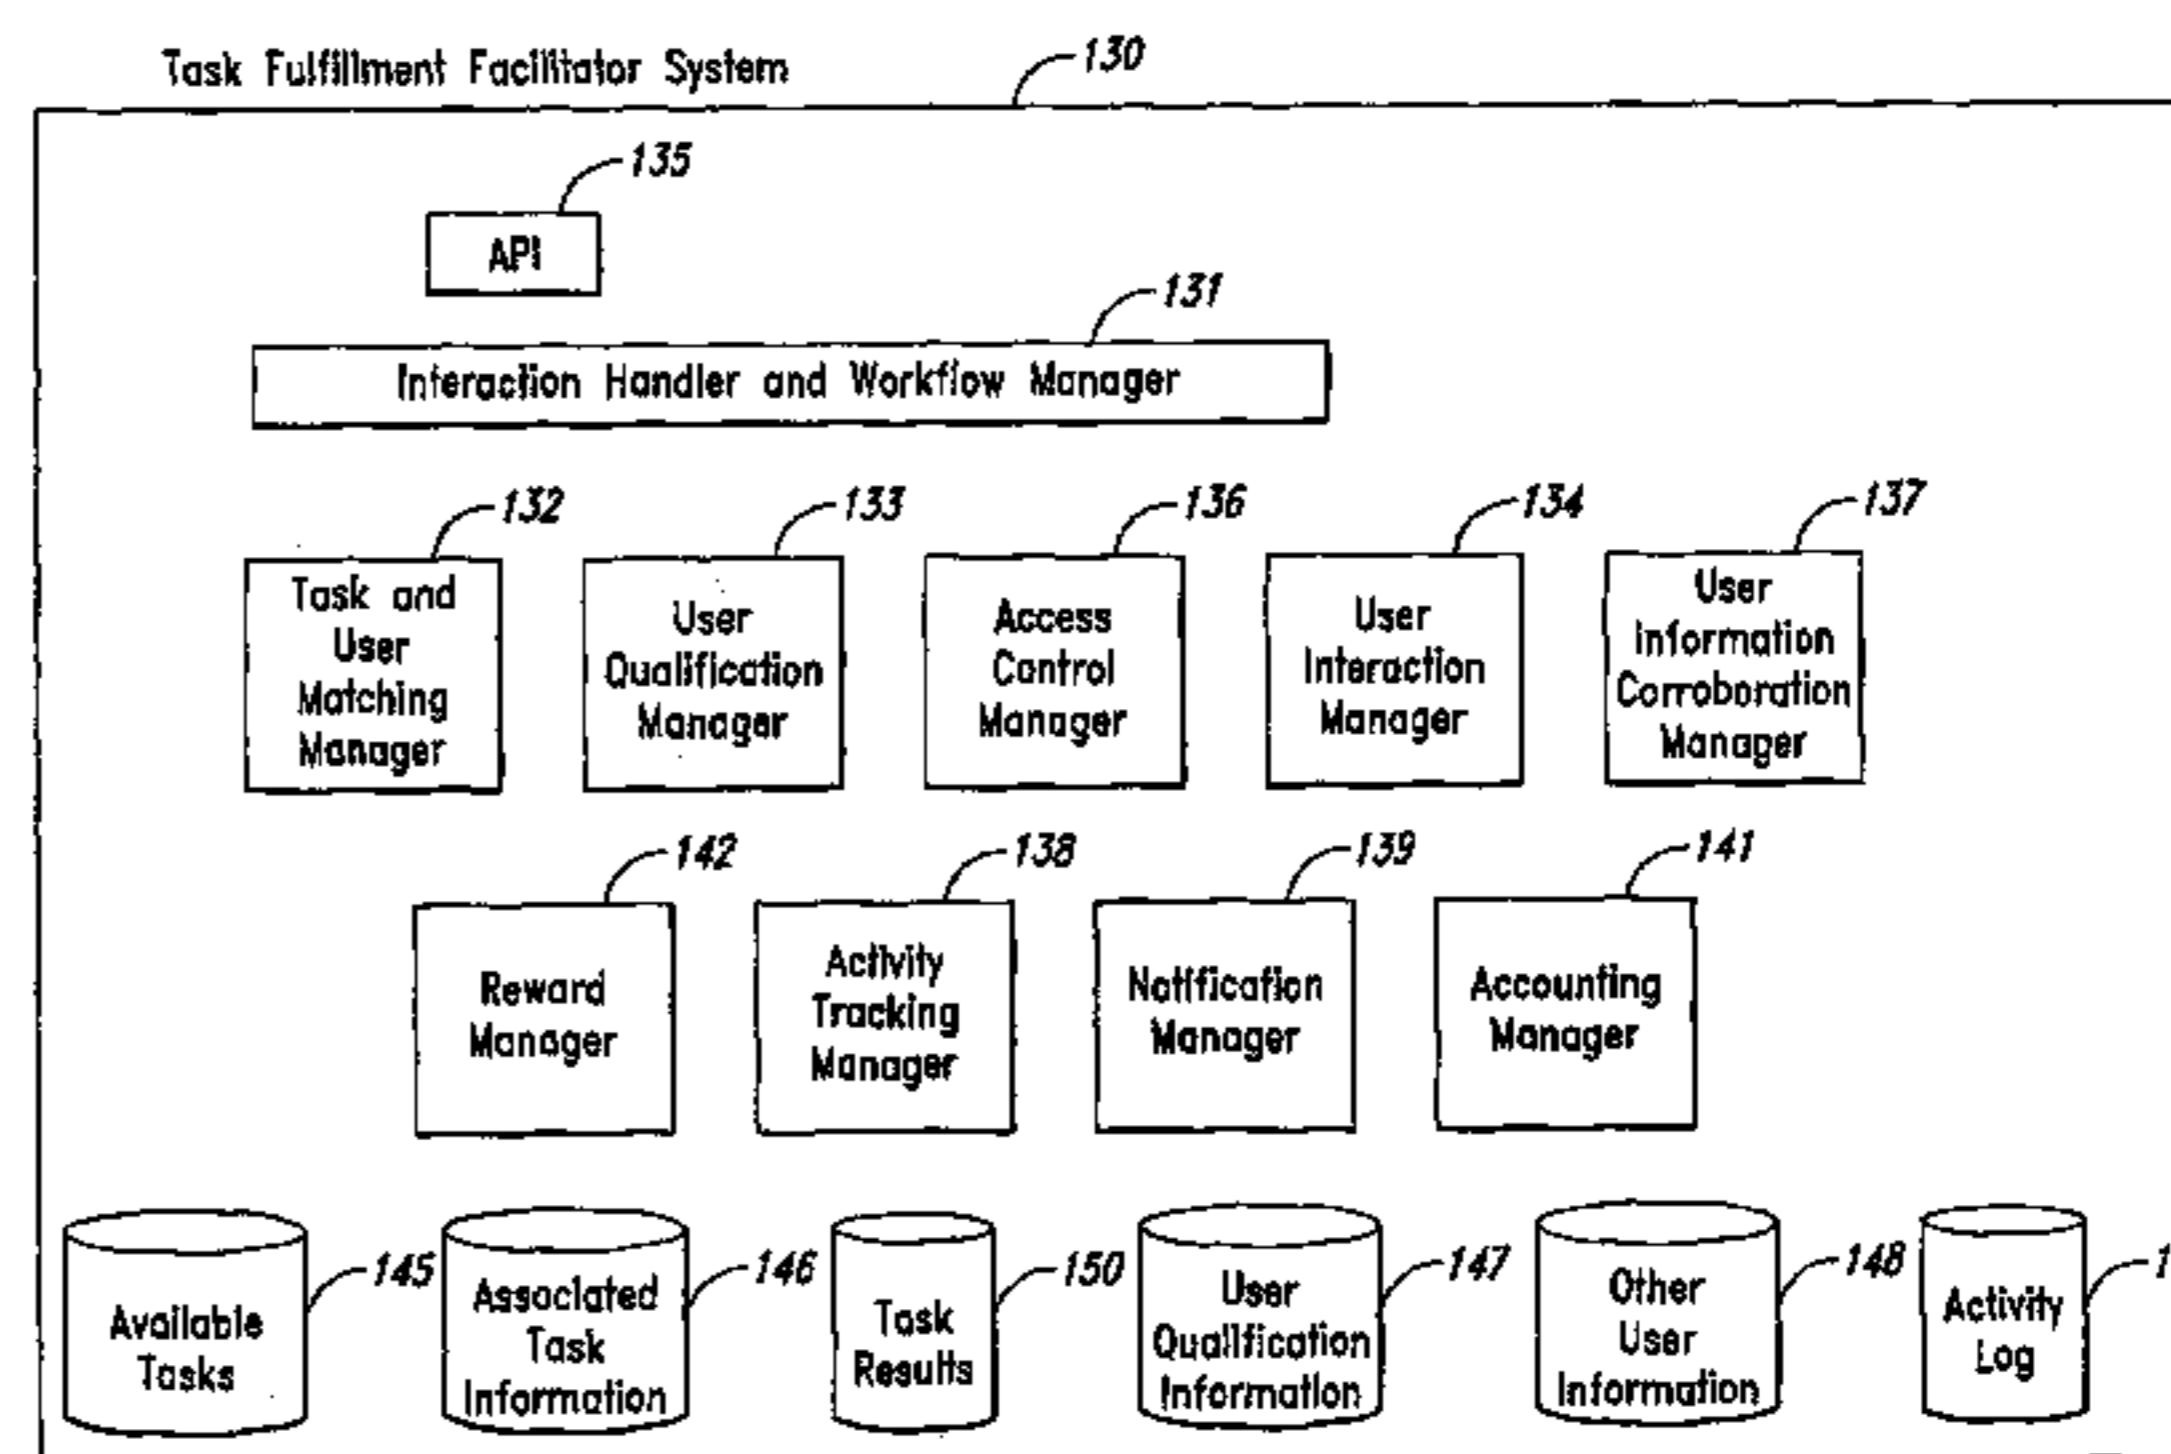 Task Fulfillment Facilitator System
130
135
API
131
Interaction Handler and Workflow Manager
132
133
136
134
137
Task and
User
Matching
Manager
User
Qualification
Manager
Access
Control
Manager
User
Interaction
Manager
User
Information
Corroboration
Manager
142
138
139
141
Reward
Manager
Activity
Tracking
Manager
Notification
Manager
Accounting
Manager
145
146
150
147
148
1
Available
Tasks
Associated
Task
Information
Task
Results
User
Qualification
Information
Other
User
Information
Activity
Log